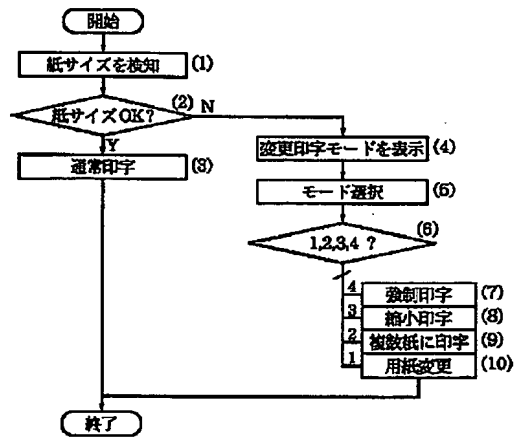 開始
紙サイズを検知 (1)
紙サイズOK? (2) N
Y
変更印字モードを表示 (4)
通常印字 (3)
モード選択 (5)
1,2,3,4 ? (6)
4 強制印字 (7)
3 縮小印字 (8)
2 複数紙に印字 (9)
1 用紙変更 (10)
終了